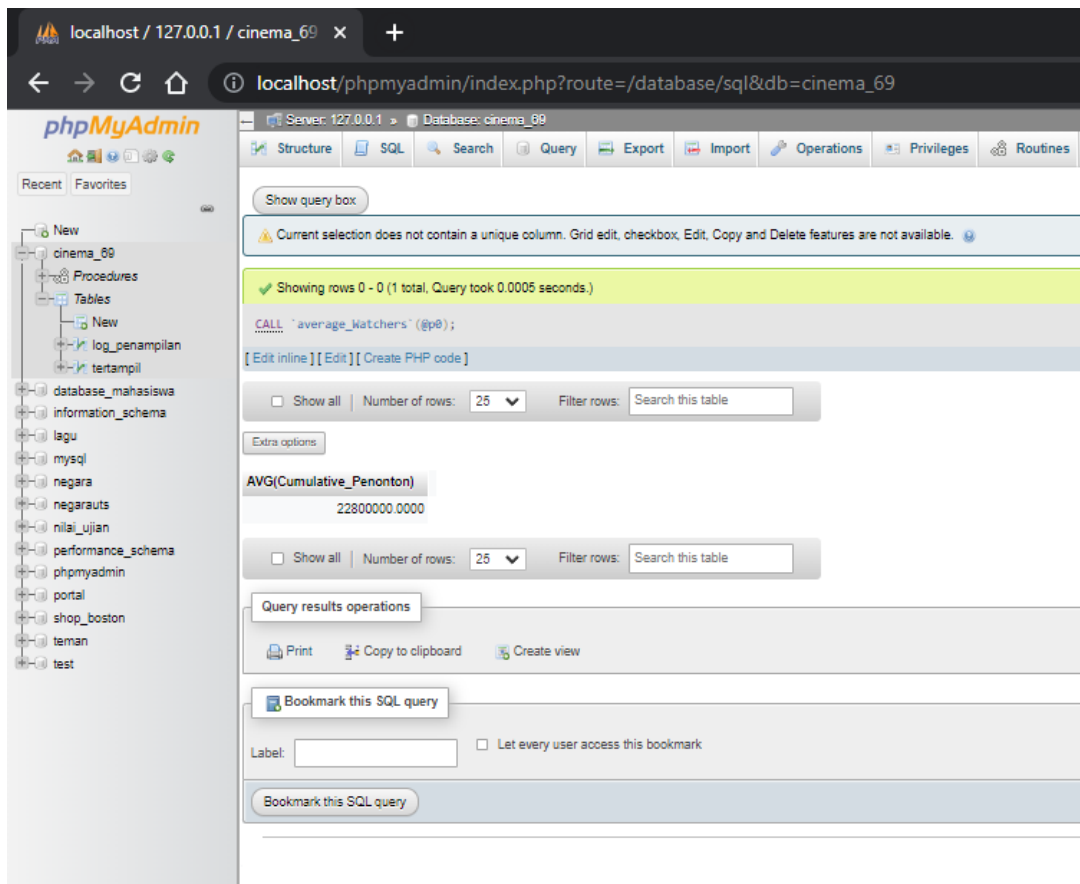 localhost / 127.0.0.1 / cinema_69
localhost/phpmyadmin/index.php?route=/database/sql&db=cinema_69
phpMyAdmin
Recent Favorites
New
cinema_69
Procedures
Tables
New
log_penampilan
tertampil
database_mahasiswa
information_schema
lagu
mysql
negara
negarauts
nilai_ujian
performance_schema
phpmyadmin
portal
shop_boston
teman
test
Server: 127.0.0.1 » Database: cinema_69
Structure SQL Search Query Export Import Operations Privileges Routines
Show query box
Current selection does not contain a unique column. Grid edit, checkbox, Edit, Copy and Delete features are not available.
Showing rows 0 - 0 (1 total, Query took 0.0005 seconds.)
CALL `average_Watchers`(@p0);
[ Edit inline ] [ Edit ] [ Create PHP code ]
Show all | Number of rows: 25 Filter rows: Search this table
Extra options
AVG(Cumulative_Penonton)
22800000.0000
Show all | Number of rows: 25 Filter rows: Search this table
Query results operations
Print Copy to clipboard Create view
Bookmark this SQL query
Label: Let every user access this bookmark
Bookmark this SQL query